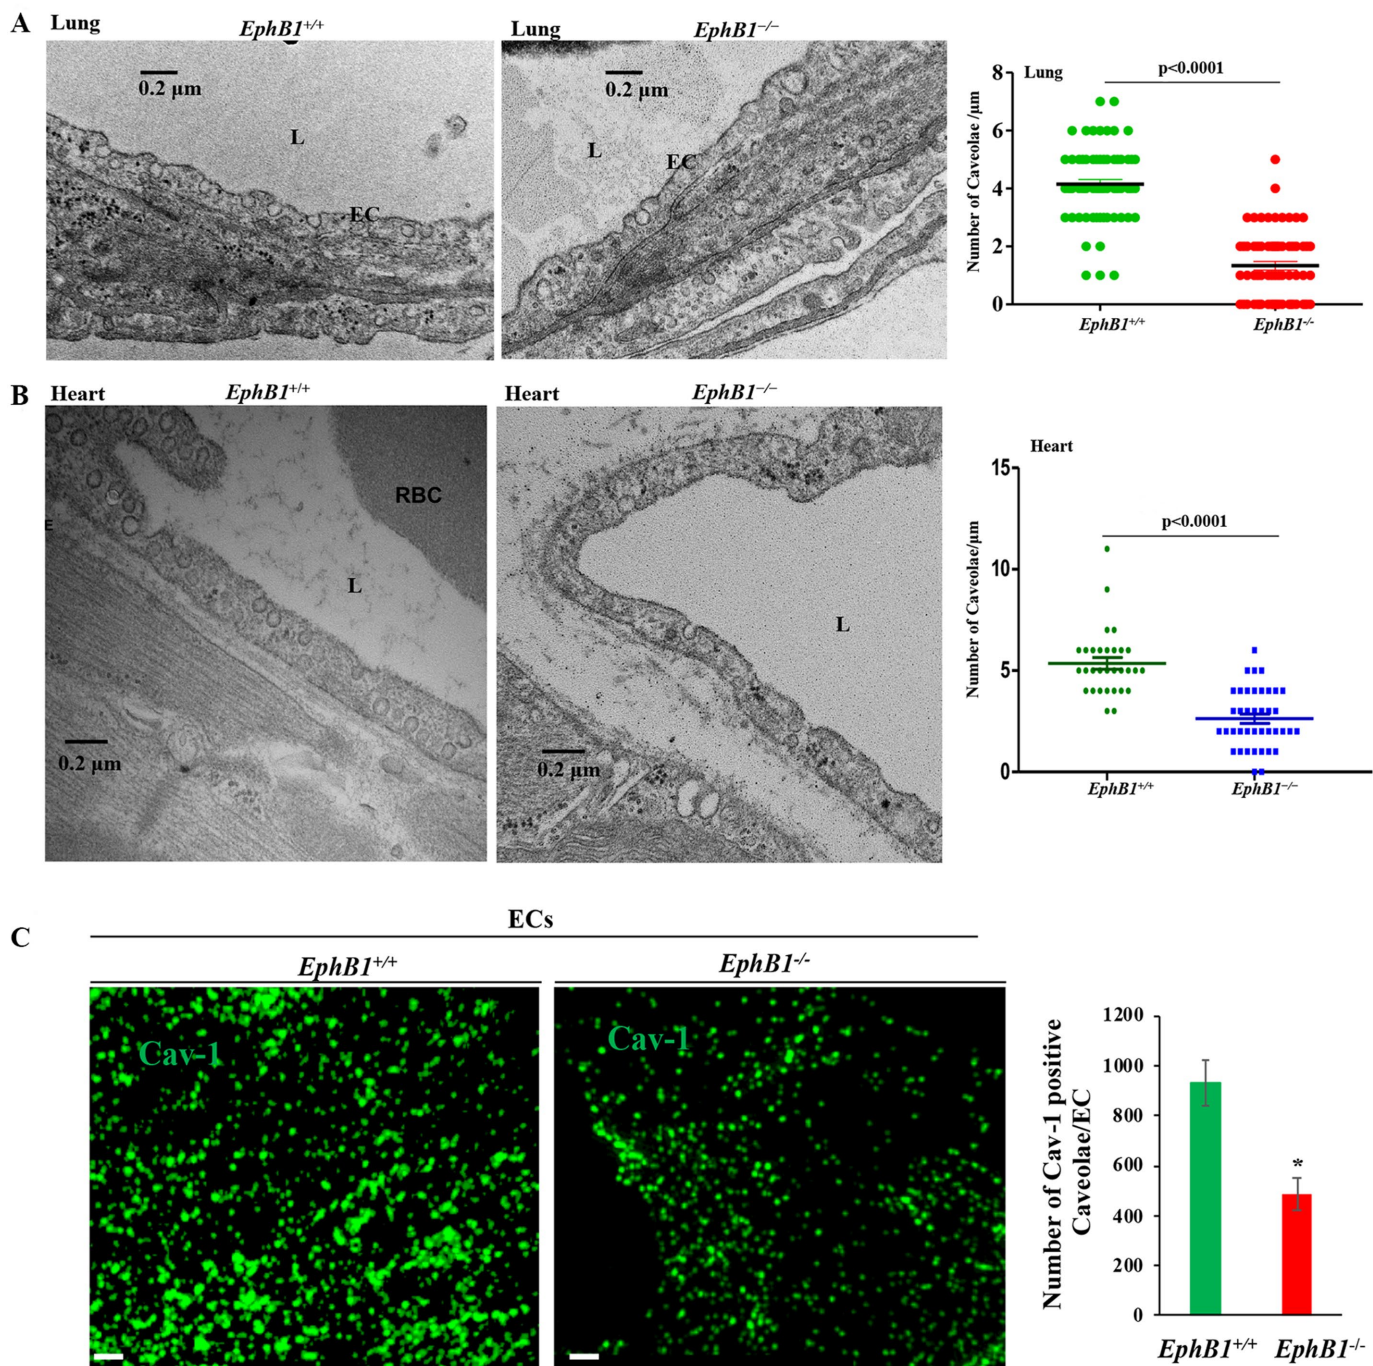 A
Lung
EphB1+/+
Lung
EphB1−/−
0.2 µm
L
EC
0.2 µm
L
EC
Lung
p<0.0001
Number of Caveolae /µm
8
6
4
2
0
EphB1+/+
EphB1-/-
B
Heart
EphB1+/+
Heart
EphB1−/−
RBC
L
E
0.2 µm
L
0.2 µm
Heart
p<0.0001
Number of Caveolae/µm
15
10
5
0
EphB1+/+
EphB1−/−
C
ECs
EphB1+/+
EphB1-/-
Cav-1
Cav-1
Number of Cav-1 positive
Caveolae/EC
1200
1000
800
600
400
200
0
*
EphB1+/+
EphB1-/-